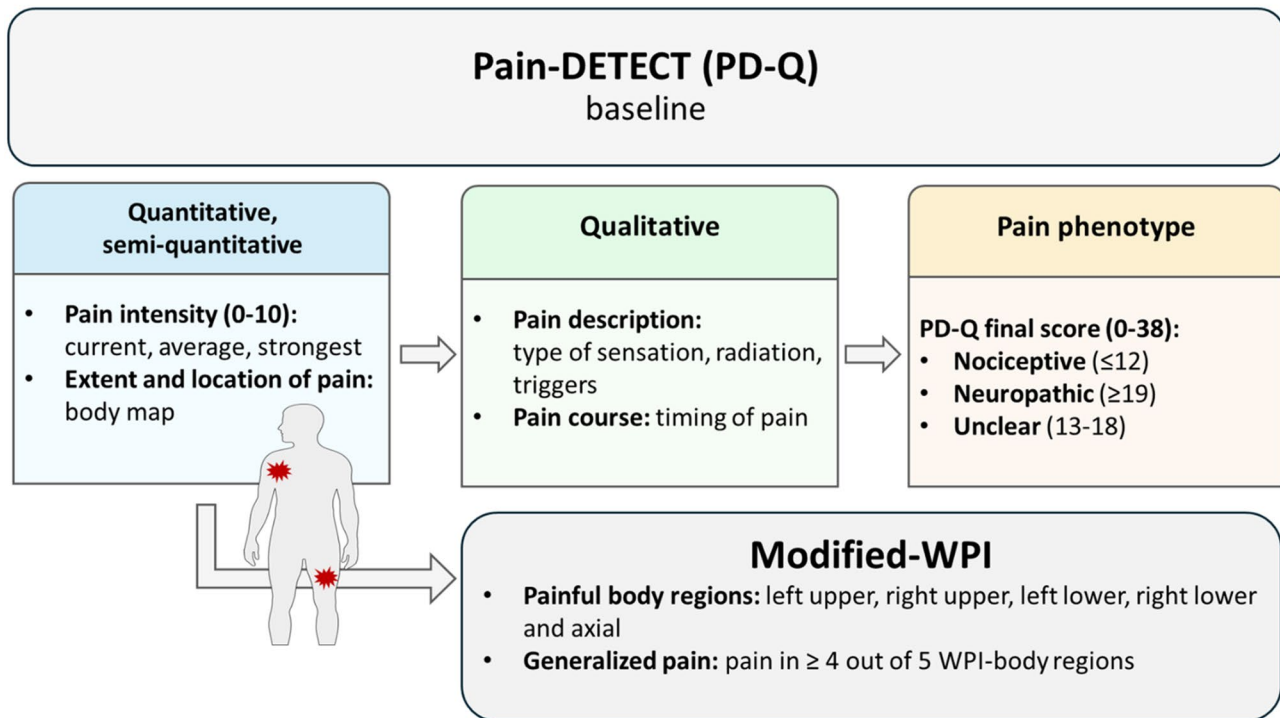 Pain-DETECT (PD-Q)
baseline
Quantitative,
semi-quantitative
• Pain intensity (0-10):
current, average, strongest
• Extent and location of pain:
body map
Qualitative
• Pain description:
type of sensation, radiation,
triggers
• Pain course: timing of pain
Pain phenotype
PD-Q final score (0-38):
• Nociceptive (≤12)
• Neuropathic (≥19)
• Unclear (13-18)
Modified-WPI
• Painful body regions: left upper, right upper, left lower, right lower
and axial
• Generalized pain: pain in ≥ 4 out of 5 WPI-body regions